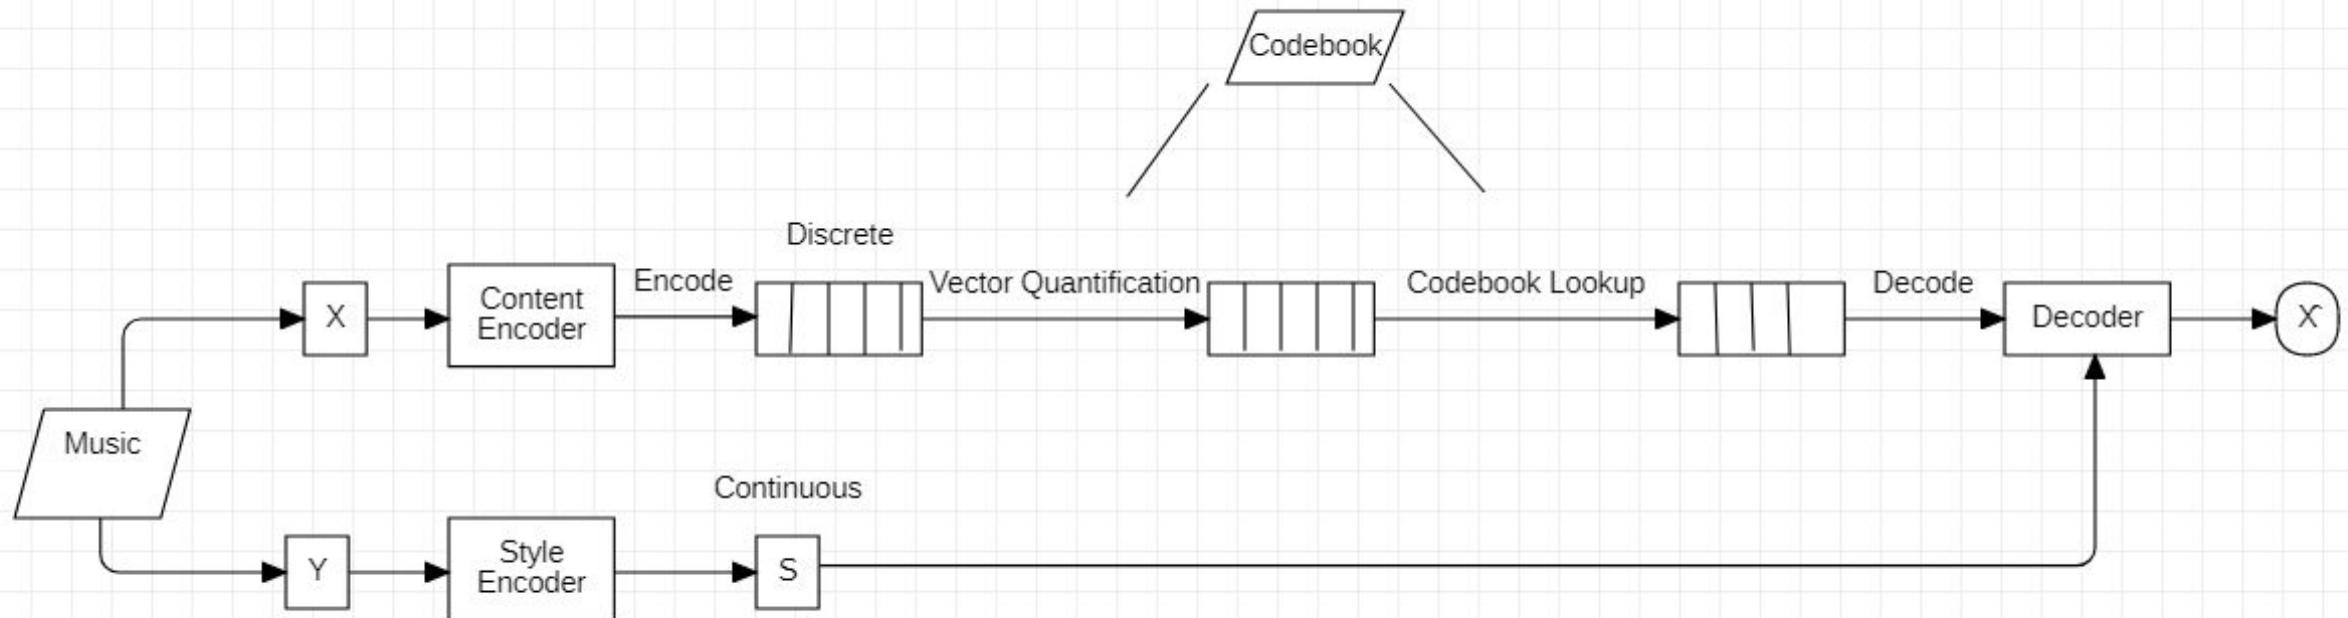 Codebook
Discrete
Encode
Vector Quantification
Codebook Lookup
Decode
X
Content
Encoder
Decoder
X
Music
Continuous
Y
Style
Encoder
S